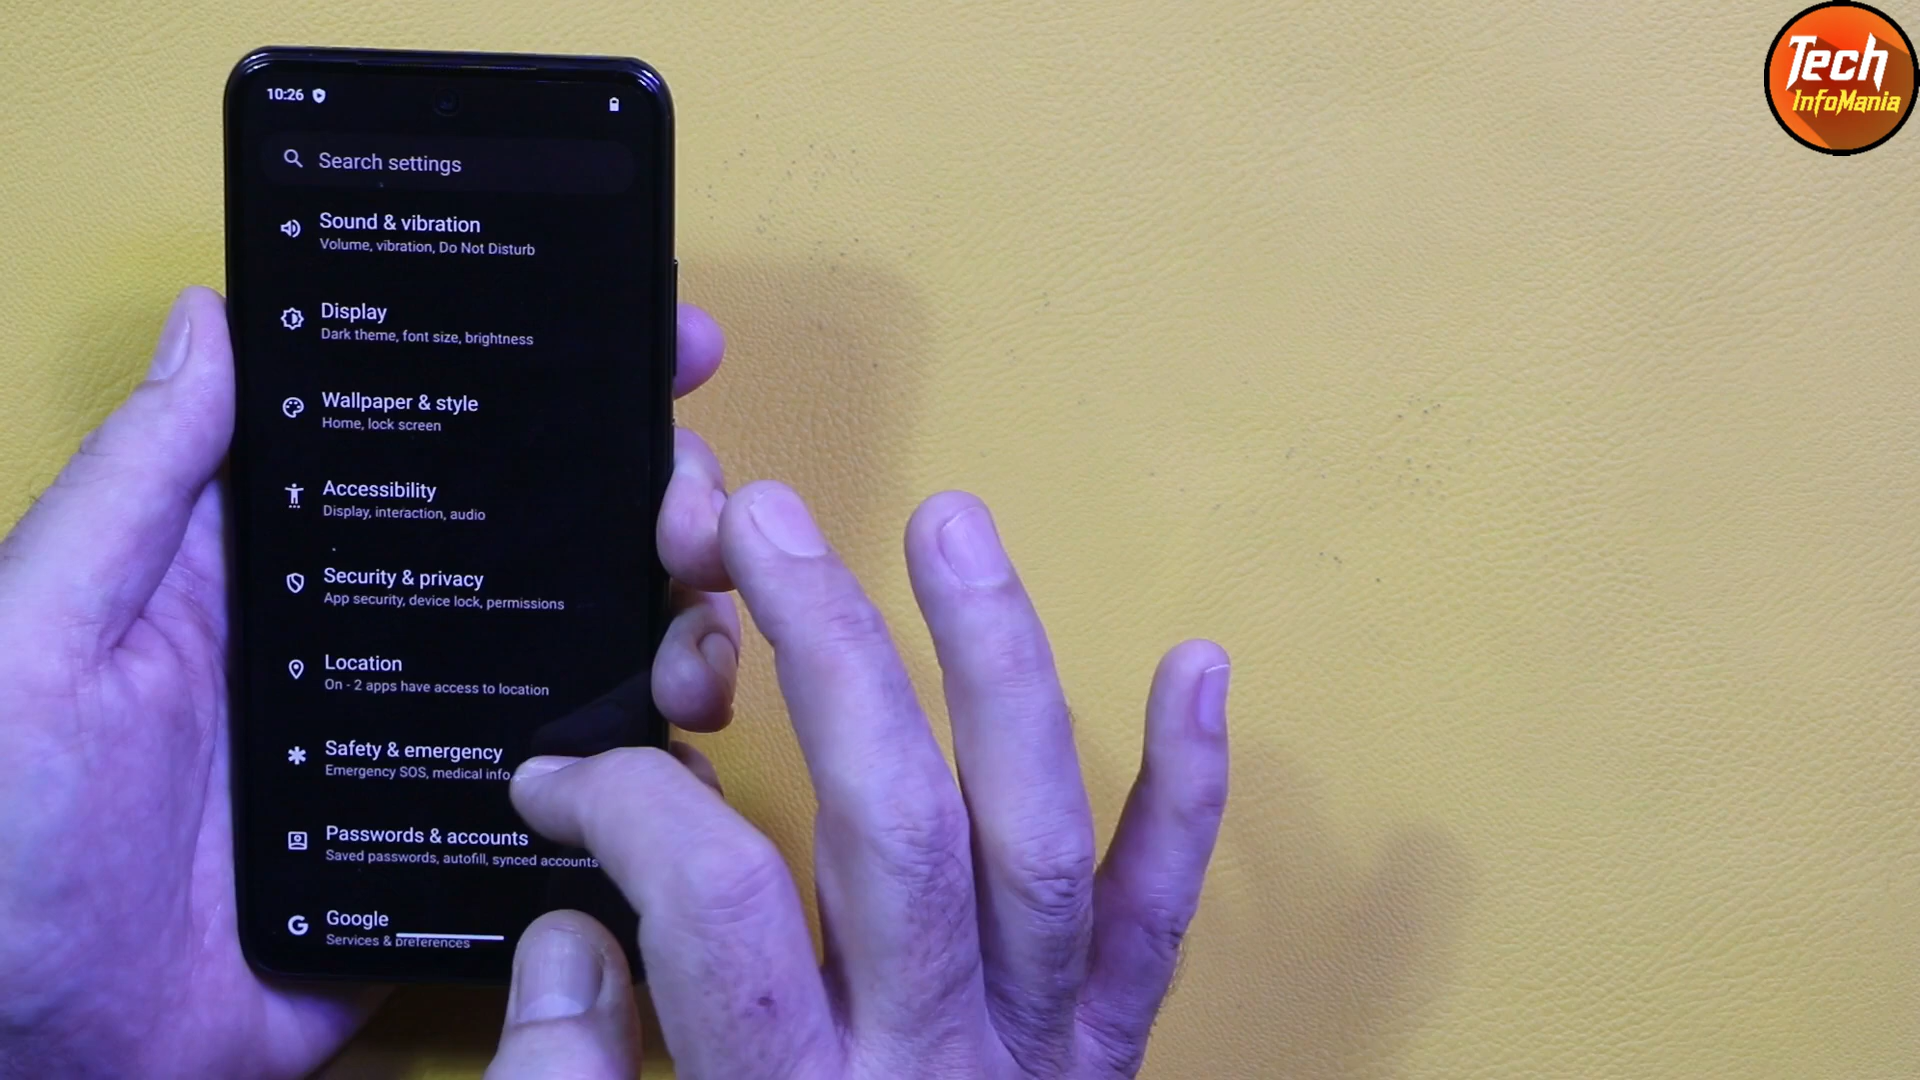 Tech
InfoMania
10:26
Search settings
Sound & vibration
Volume, vibration, Do Not Disturb
Display
Dark theme, font size, brightness
Wallpaper & style
Home, lock screen
Accessibility
Display, interaction, audio
Security & privacy
App security, device lock, permissions
Location
On - 2 apps have access to location
Safety & emergency
Emergency SOS, medical info,
Passwords & accounts
Saved passwords, autofill, synced accounts
Google
Services & preferences